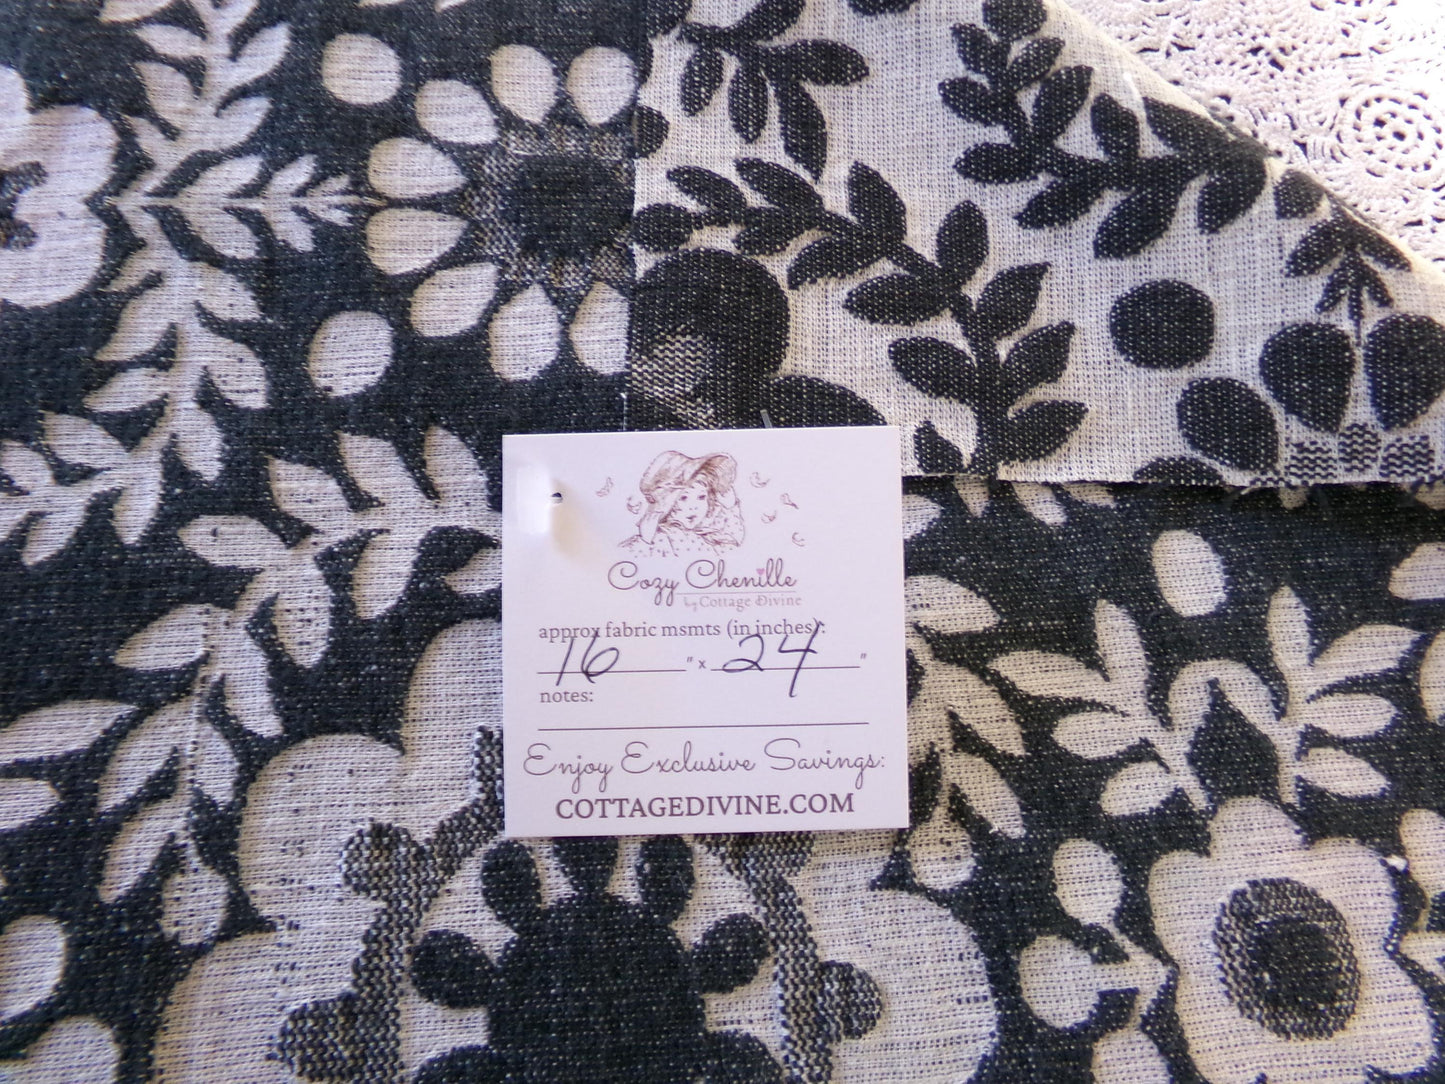 Cozy Chenille
by Cottage Divine
approx fabric msmts (in inches):
16 " x 24 "
notes:
Enjoy Exclusive Savings:
COTTAGEDIVINE.COM